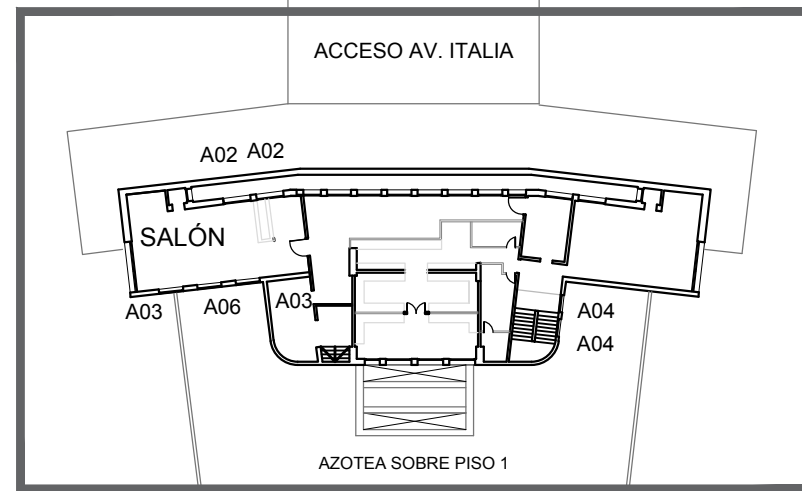 ACCESO AV. ITALIA
A02 A02
SALÓN
A03 A06 A03 A04
A04
AZOTEA SOBRE PISO 1